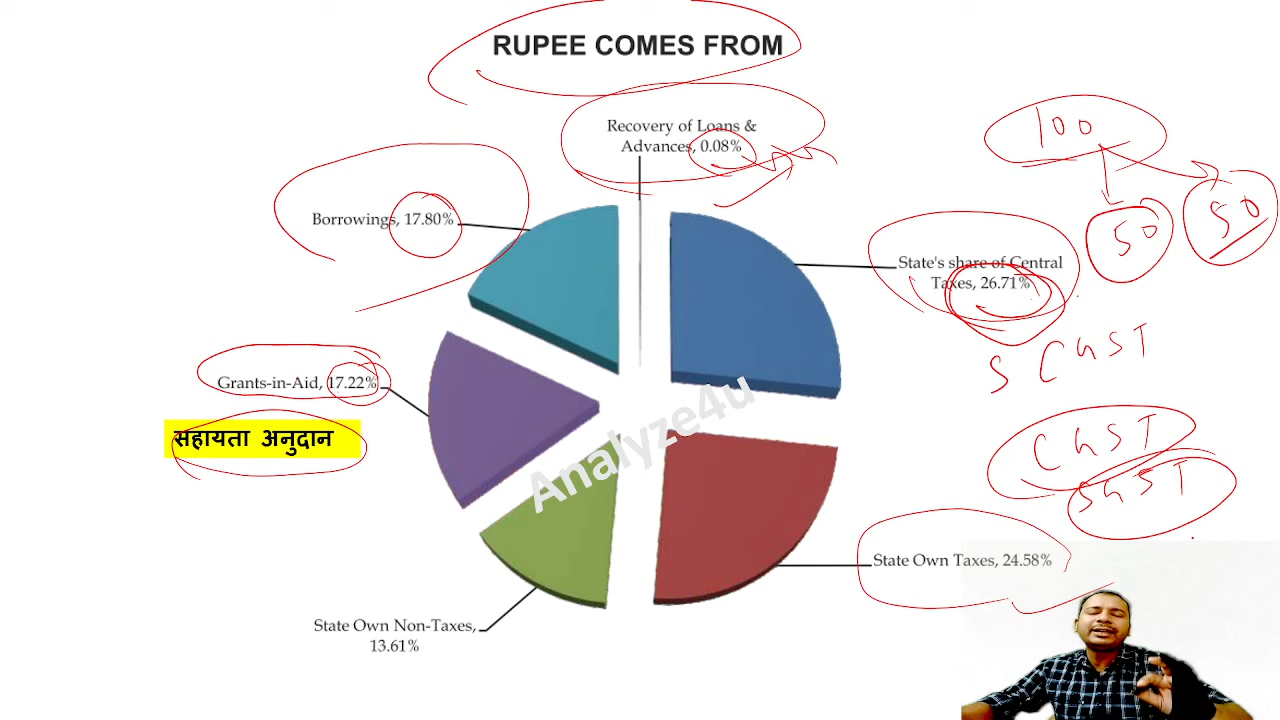 RUPEE COMES FROM
Recovery of Loans &
Advances, 0.08%
100
50
50
Borrowings, 17.80%
State's share of Central
Taxes, 26.71%
S CGST
Grants-in-Aid, 17.22%
सहायता अनुदान
Analyze4u
CGST
SGST
State Own Taxes, 24.58%
State Own Non-Taxes,
13.61%